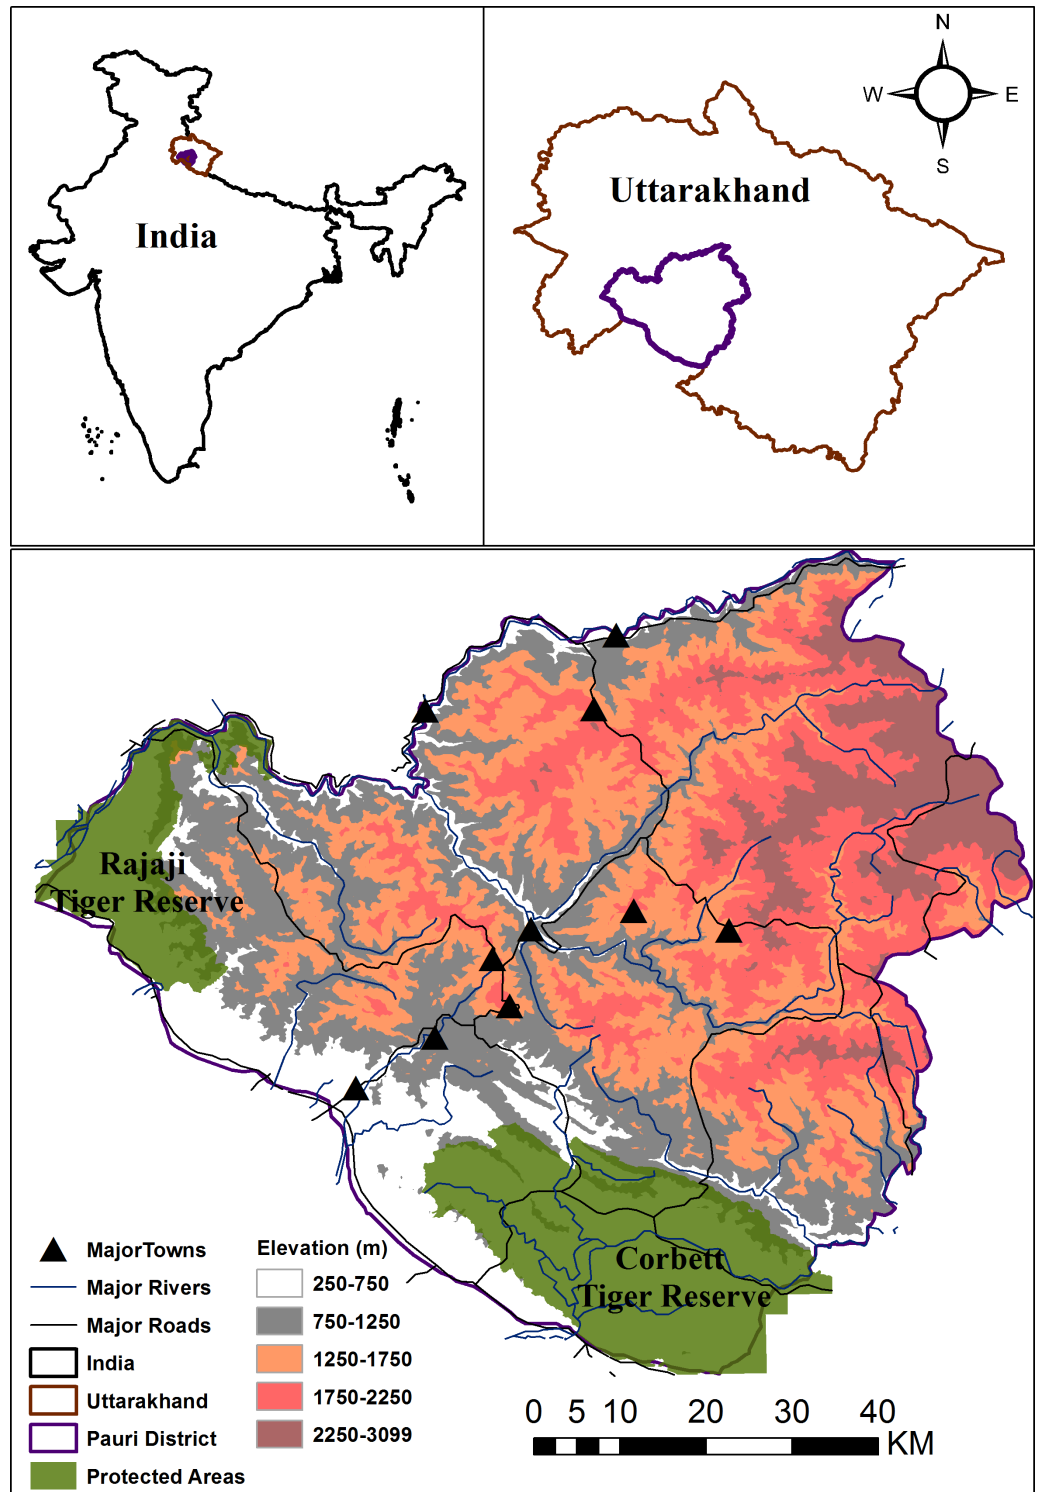 N
W
E
S
India
Uttarakhand
Rajaji
Tiger Reserve
Corbett
Tiger Reserve
MajorTowns
Major Rivers
Major Roads
India
Uttarakhand
Pauri District
Protected Areas
Elevation (m)
250-750
750-1250
1250-1750
1750-2250
2250-3099
0 5 10 20 30 40
KM